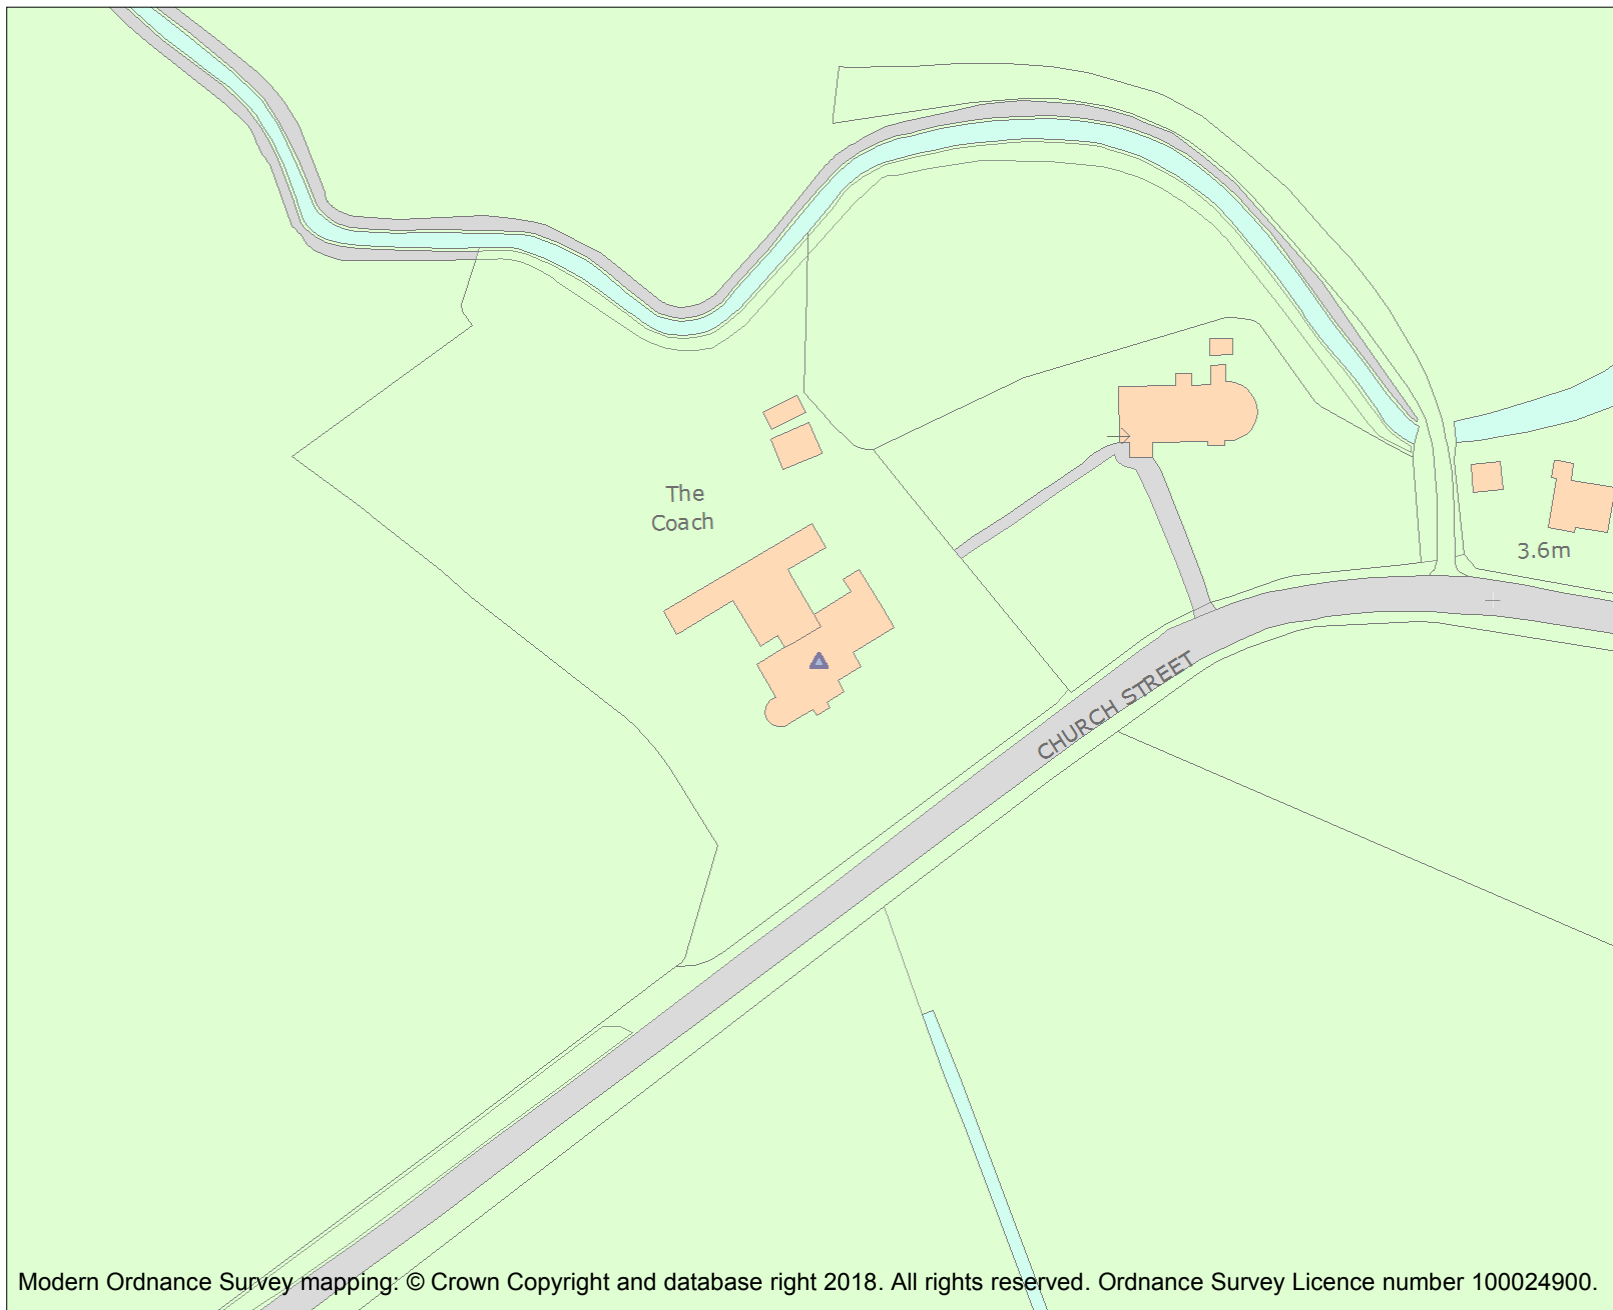 The
Coach
3.6m
CHURCH STREET
Modern Ordnance Survey mapping: © Crown Copyright and database right 2018. All rights reserved. Ordnance Survey Licence number 100024900.